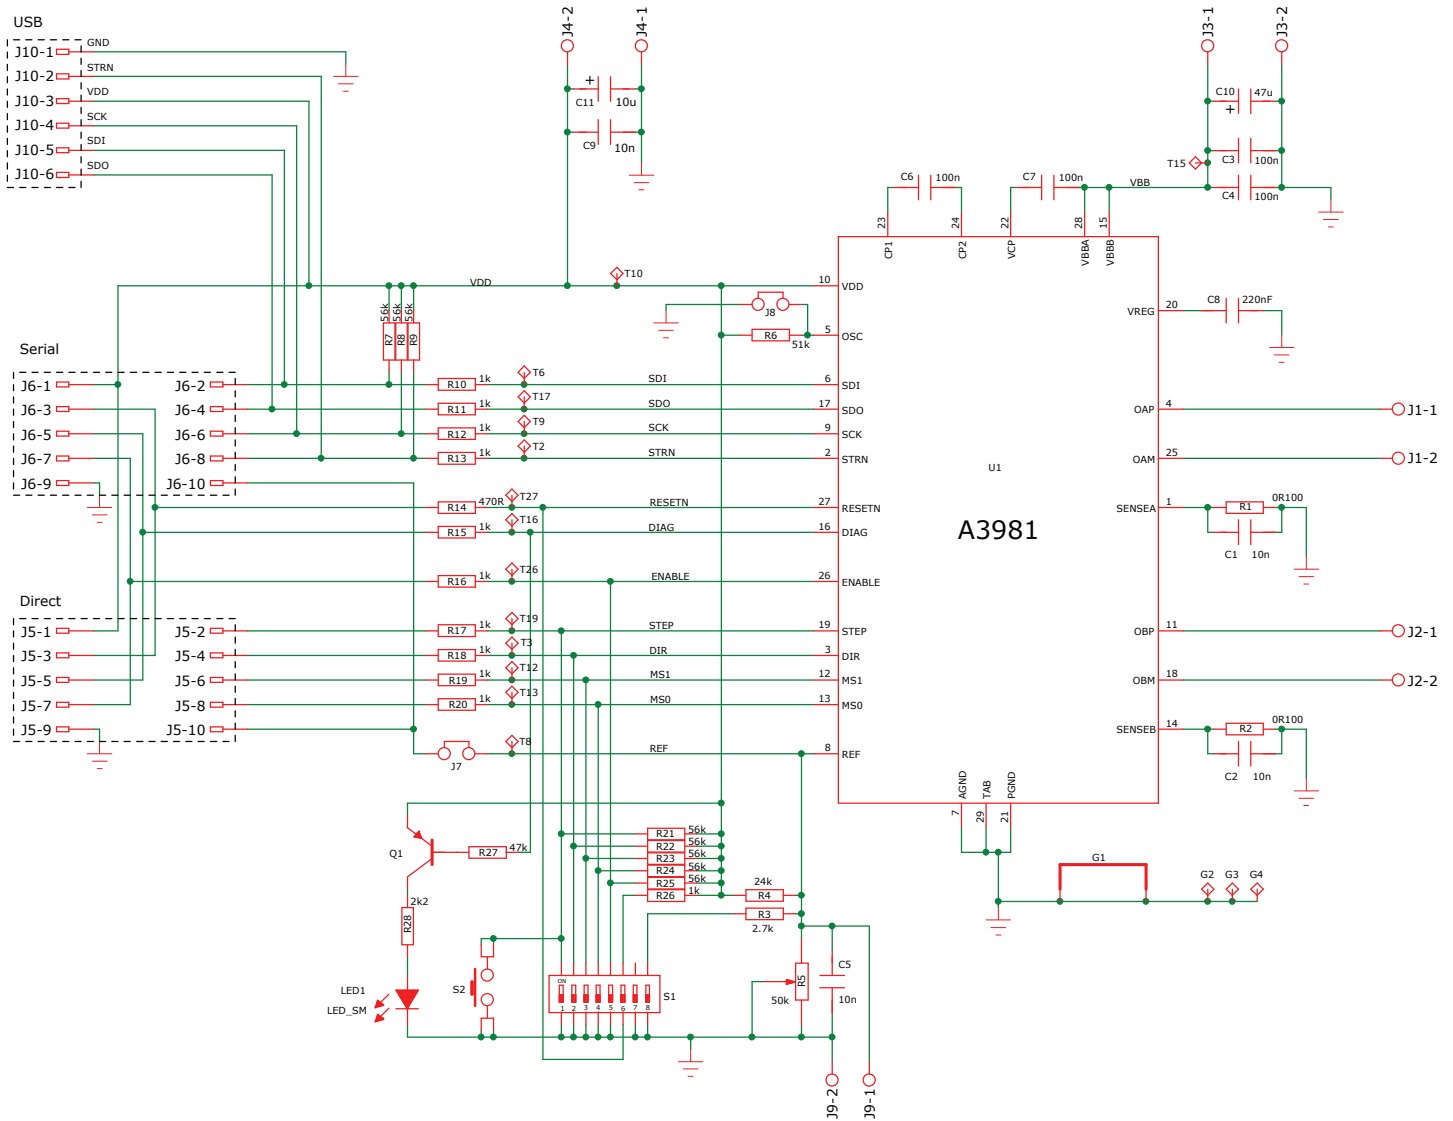 USB
J10-1 GND
J10-2 STRN
J10-3 VDD
J10-4 SCK
J10-5 SDI
J10-6 SDO
J4-2 J4-1
+ C11 10u
C9 10n
J3-1 J3-2
C10 47u
+
C3 100n
T15
C4 100n
VBB
C6 100n
C7 100n
23 24 22 28 15
CP1 CP2 VCP VBBA VBBB
VDD T10 10 VDD
J8
R6 51k 5 OSC
56k 56k 56k
R7 R8 R9
20 VREG C8 220nF
Serial
J6-1 J6-2 R10 1k T6 SDI 6 SDI
J6-3 J6-4 R11 1k T17 SDO 17 SDO
J6-5 J6-6 R12 1k T9 SCK 9 SCK
J6-7 J6-8 R13 1k T2 STRN 2 STRN
J6-9 J6-10
R14 470R T27 RESETN 27 RESETN
R15 1k T16 DIAG 16 DIAG
R16 1k T26 ENABLE 26 ENABLE
U1
A3981
OAP 4 J1-1
OAM 25 J1-2
SENSEA 1 R1 0R100
C1 10n
OBP 11 J2-1
OBM 18 J2-2
SENSEB 14 R2 0R100
C2 10n
Direct
J5-1 J5-2 R17 1k T19 STEP 19 STEP
J5-3 J5-4 R18 1k T3 DIR 3 DIR
J5-5 J5-6 R19 1k T12 MS1 12 MS1
J5-7 J5-8 R20 1k T13 MS0 13 MS0
J5-9 J5-10
J7 T8 REF 8 REF
AGND TAB PGND
7 29 21
G1
G2 G3 G4
Q1 R27 47k
R21 56k
R22 56k
R23 56k
R24 56k
R25 56k
R26 1k
R4 24k
R3 2.7k
R28 2k2
LED1
LED_SM
S2
ON
1 2 3 4 5 6 7 8
S1
R5 50k
C5 10n
J9-2 J9-1